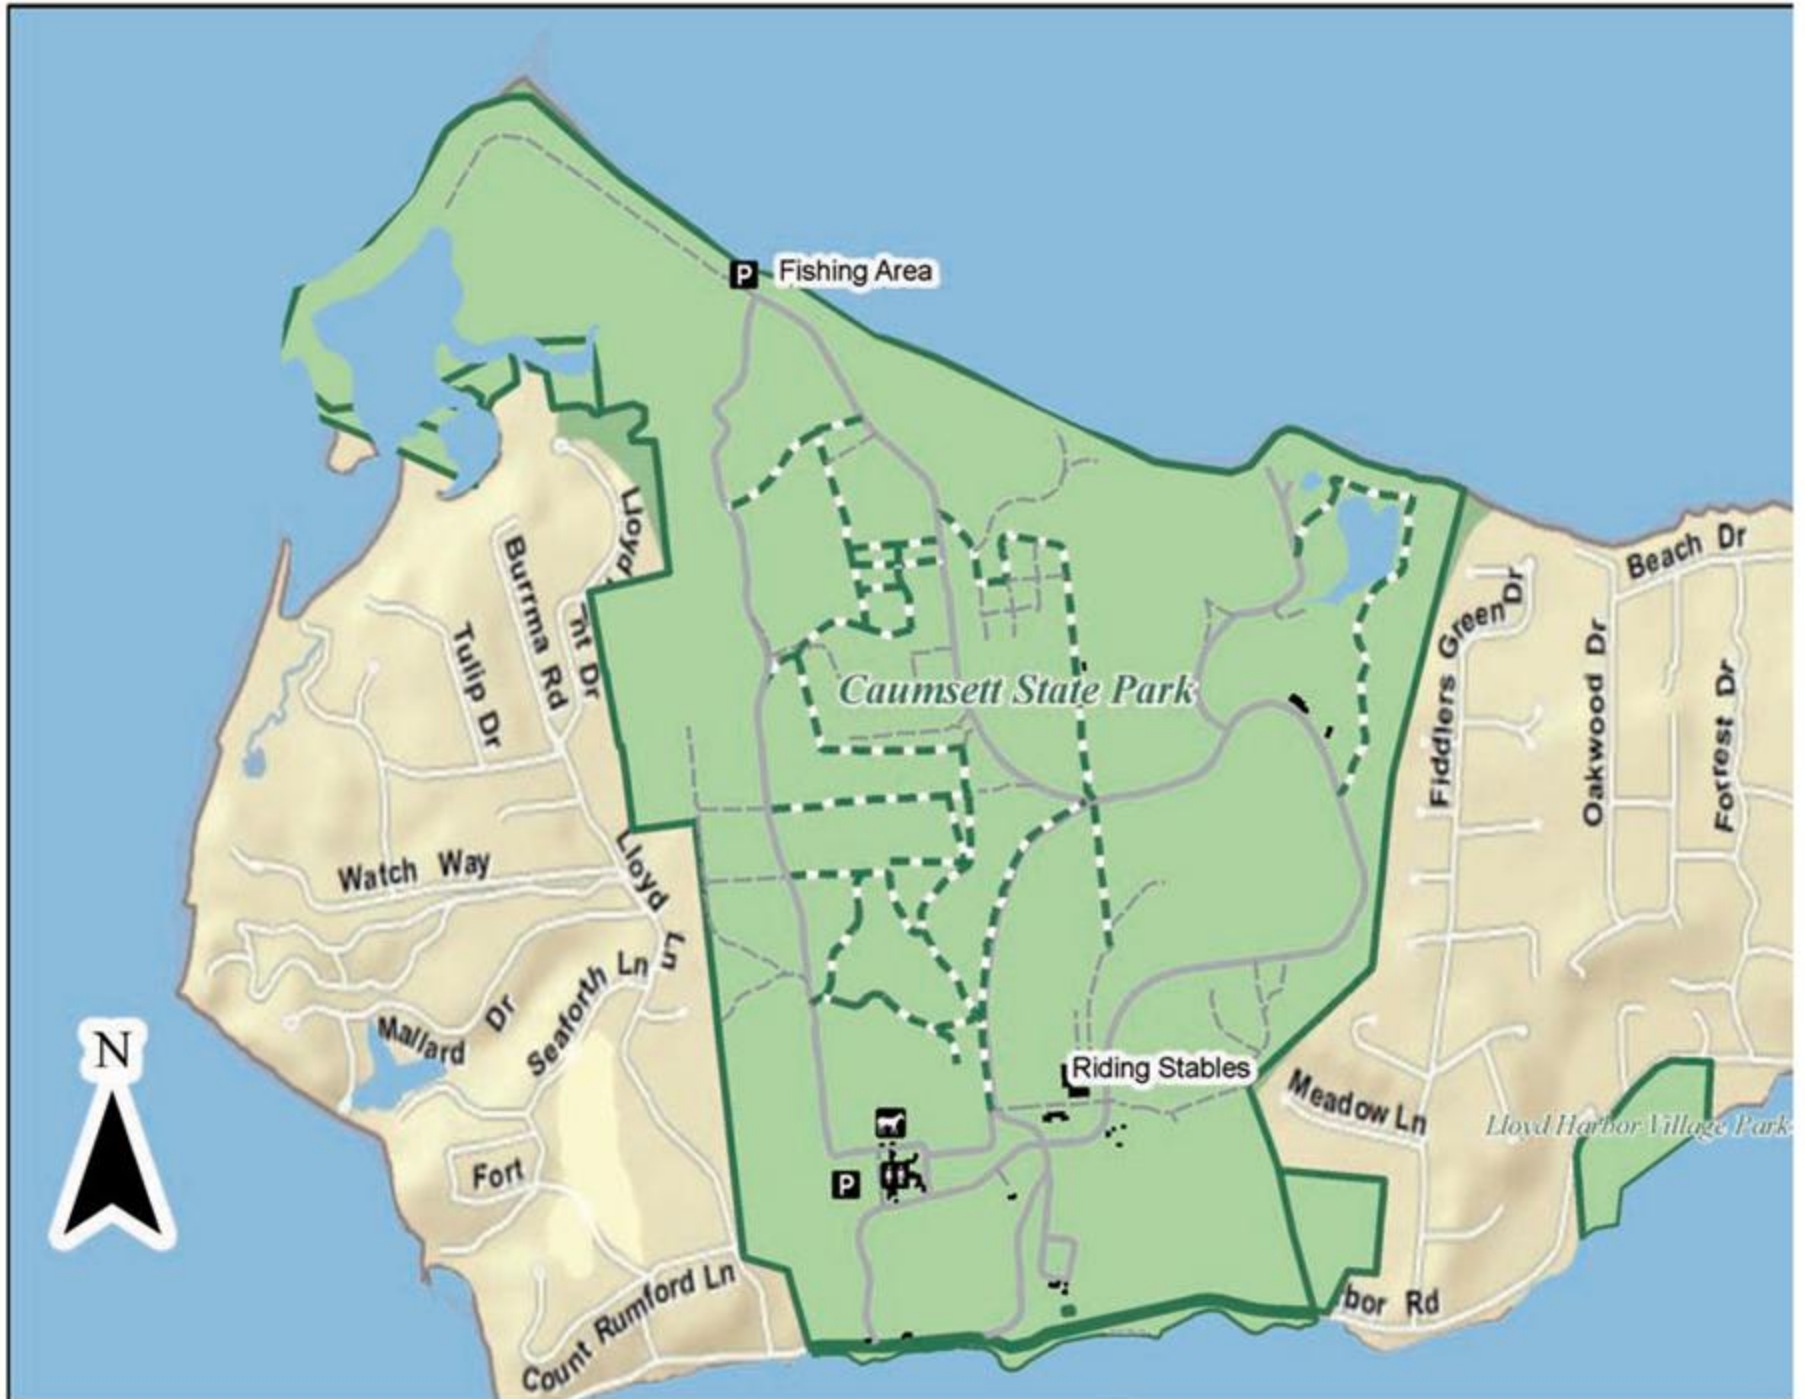 P Fishing Area
Lloyd
Beach Dr
Burrma Rd
nt Dr
Tulip Dr
Fiddlers Green Dr
Oakwood Dr
Forrest Dr
Caumsett State Park
Watch Way
Lloyd Ln
Seaforth Ln
Mallard Dr
N
Riding Stables
Meadow Ln
Lloyd Harbor Village Park
Fort
P
bor Rd
Count Rumford Ln